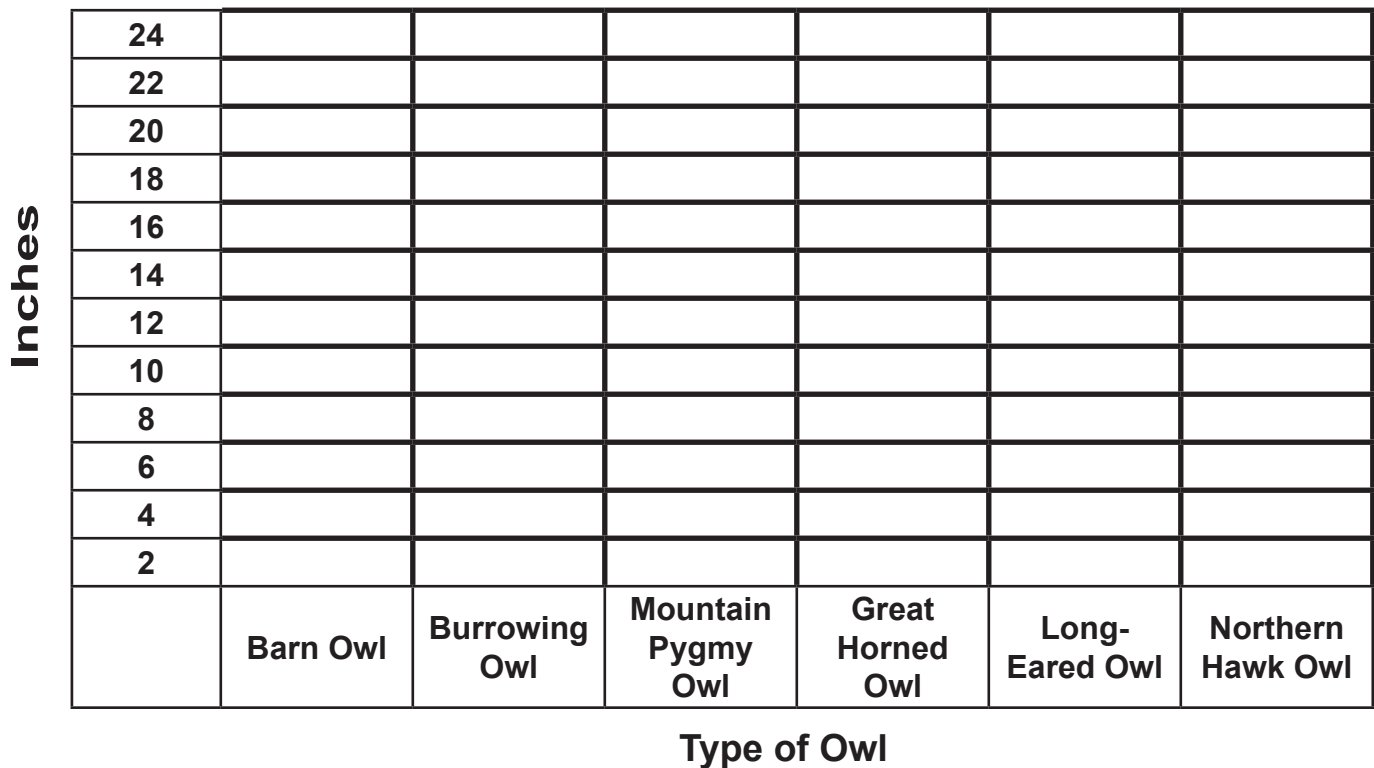 Inches
24
22
20
18
16
14
12
10
8
6
4
2
Barn Owl
Burrowing
Owl
Mountain
Pygmy
Owl
Great
Horned
Owl
Long-
Eared Owl
Northern
Hawk Owl
Type of Owl